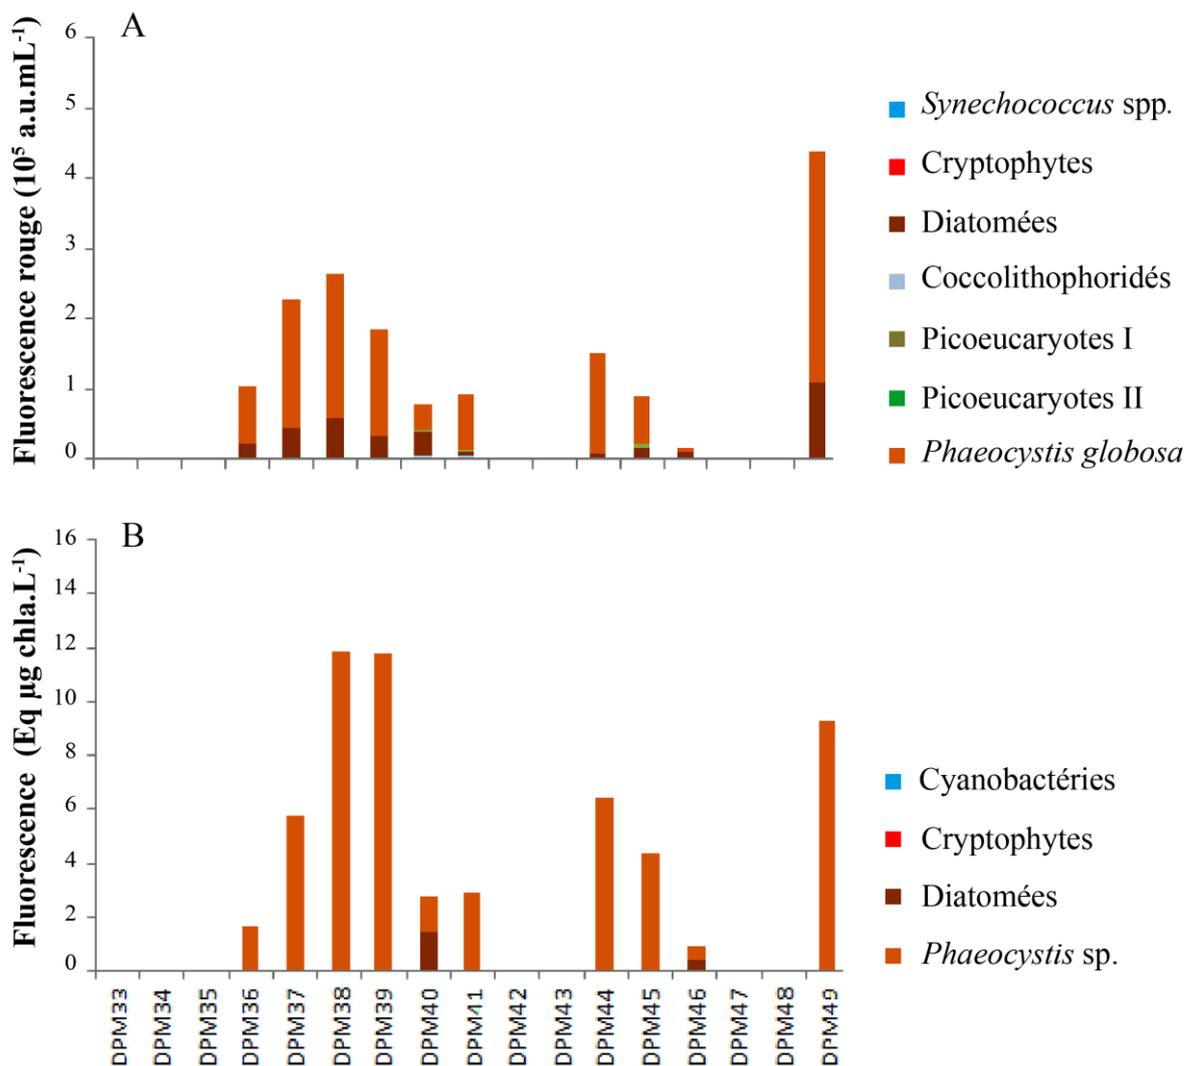 A
Fluorescence rouge (10⁵ a.u.mL⁻¹)
6
5
4
3
2
1
0
Synechococcus spp.
Cryptophytes
Diatomées
Coccolithophoridés
Picoeucaryotes I
Picoeucaryotes II
Phaeocystis globosa
B
Fluorescence (Eq µg chla.L⁻¹)
16
14
12
10
8
6
4
2
0
Cyanobactéries
Cryptophytes
Diatomées
Phaeocystis sp.
DPM33
DPM34
DPM35
DPM36
DPM37
DPM38
DPM39
DPM40
DPM41
DPM42
DPM43
DPM44
DPM45
DPM46
DPM47
DPM48
DPM49